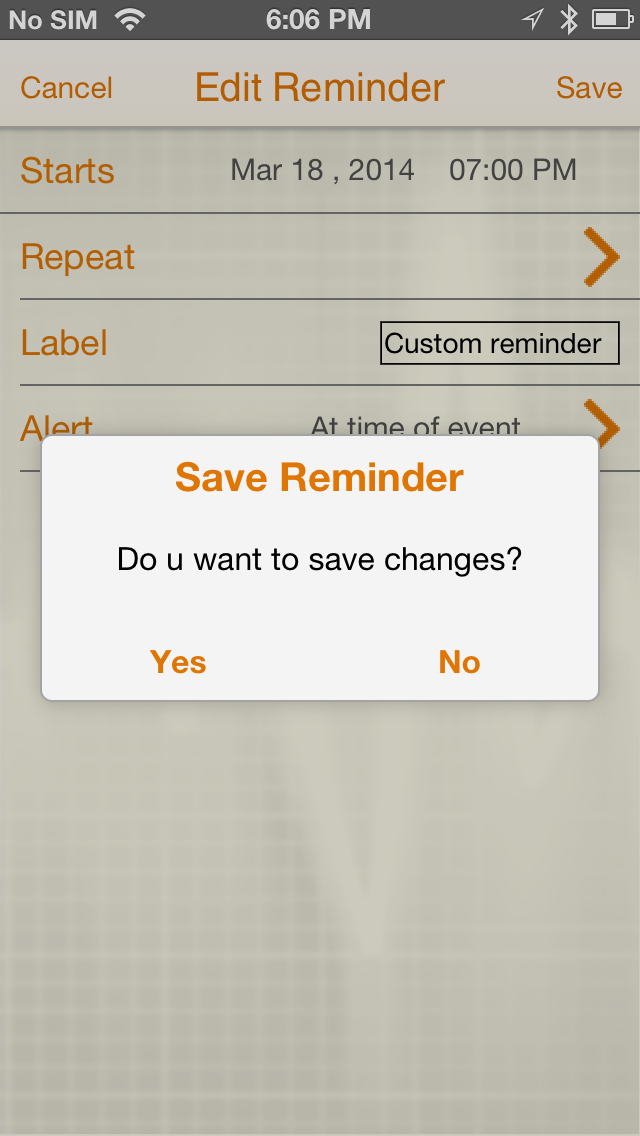 No SIM 6:06 PM
Cancel Edit Reminder Save
Starts Mar 18 , 2014 07:00 PM
Repeat
Label Custom reminder
Alert At time of event
Save Reminder
Do u want to save changes?
Yes No